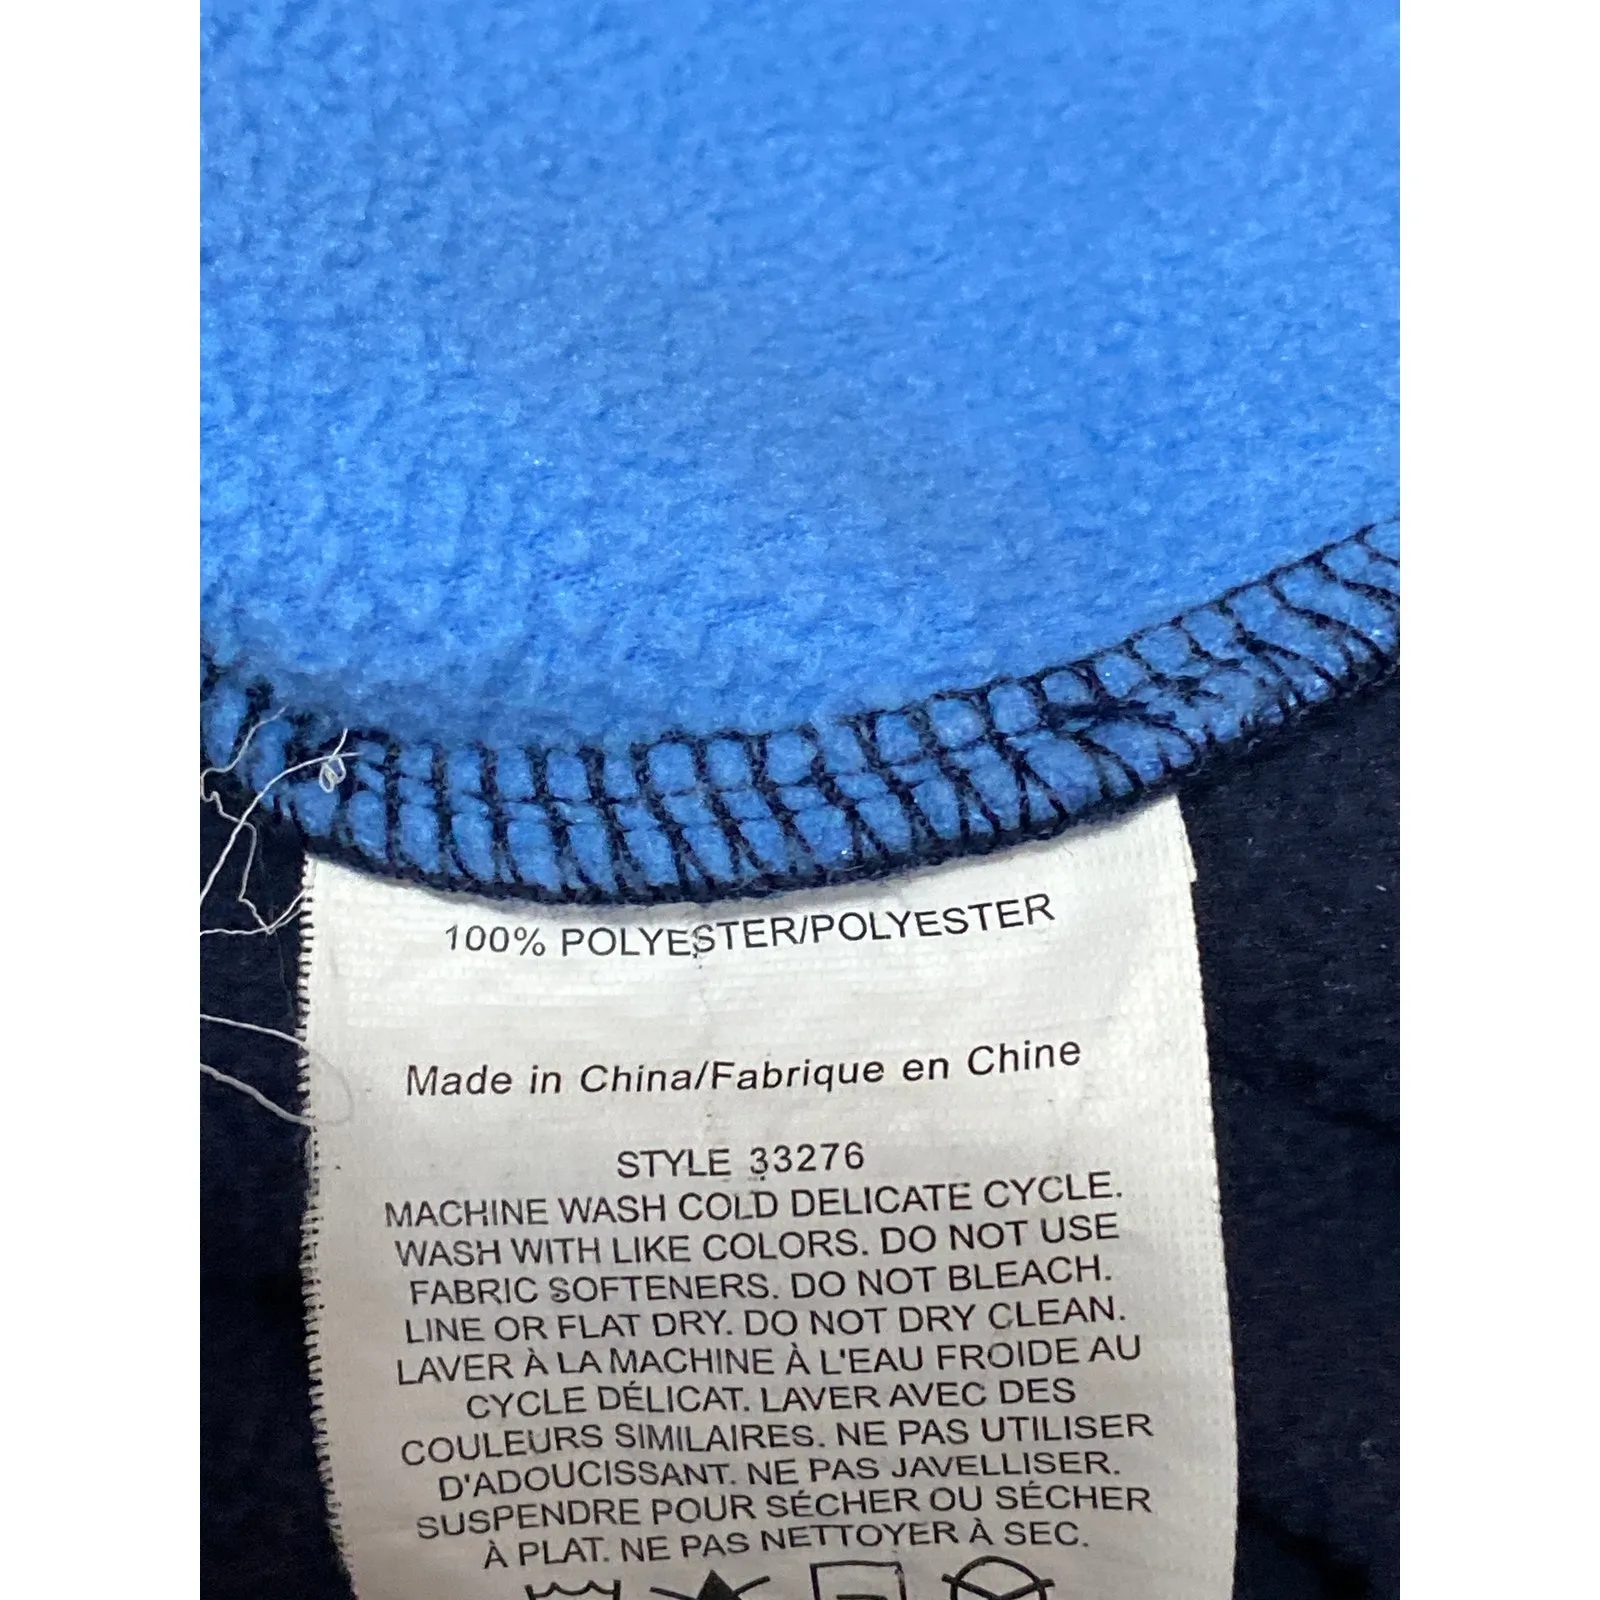 100% POLYESTER/POLYESTER
Made in China/Fabrique en Chine
STYLE 33276
MACHINE WASH COLD DELICATE CYCLE.
WASH WITH LIKE COLORS. DO NOT USE
FABRIC SOFTENERS. DO NOT BLEACH.
LINE OR FLAT DRY. DO NOT DRY CLEAN.
LAVER À LA MACHINE À L'EAU FROIDE AU
CYCLE DÉLICAT. LAVER AVEC DES
COULEURS SIMILAIRES. NE PAS UTILISER
D'ADOUCISSANT. NE PAS JAVELLISER.
SUSPENDRE POUR SÉCHER OU SÉCHER
À PLAT. NE PAS NETTOYER À SEC.